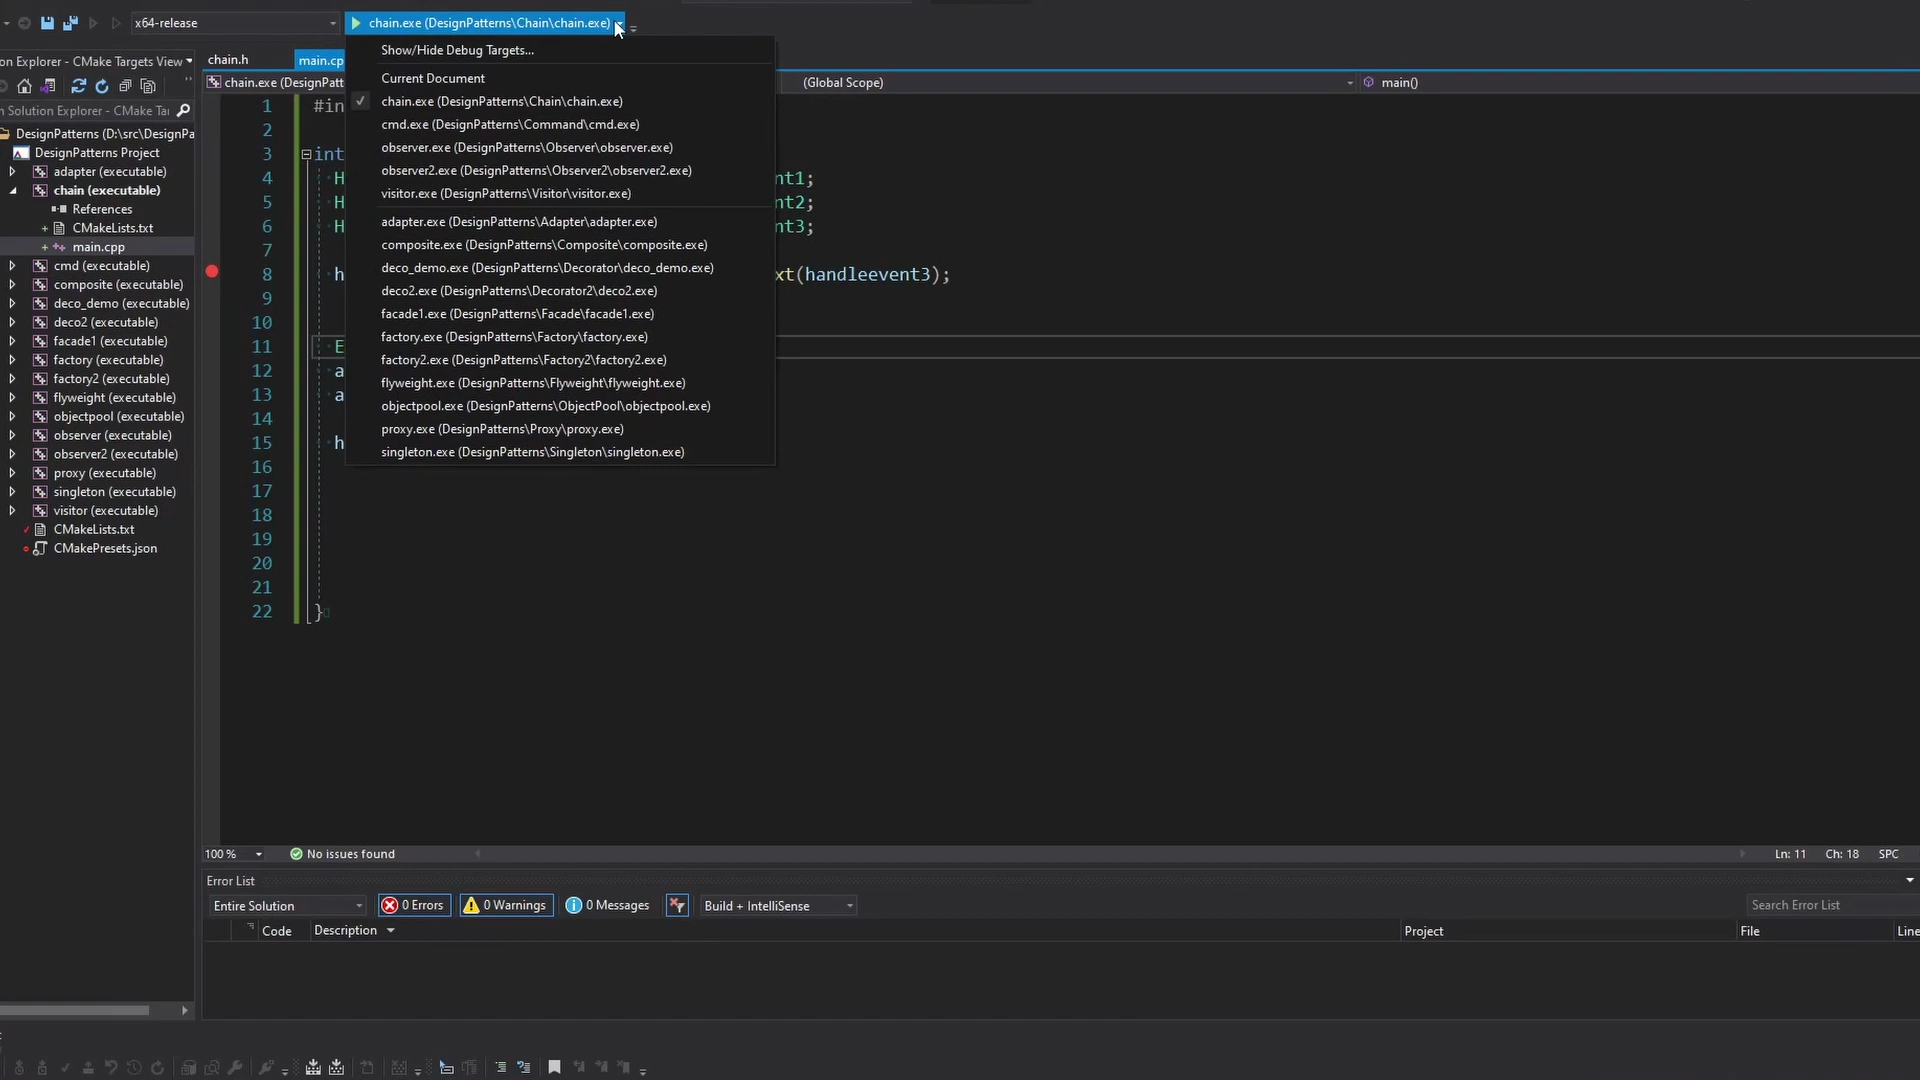 x64-release
chain.exe (DesignPatterns\Chain\chain.exe)
Show/Hide Debug Targets...
Current Document
chain.exe (DesignPatterns\Chain\chain.exe)
cmd.exe (DesignPatterns\Command\cmd.exe)
observer.exe (DesignPatterns\Observer\observer.exe)
observer2.exe (DesignPatterns\Observer2\observer2.exe)
visitor.exe (DesignPatterns\Visitor\visitor.exe)
adapter.exe (DesignPatterns\Adapter\adapter.exe)
composite.exe (DesignPatterns\Composite\composite.exe)
deco_demo.exe (DesignPatterns\Decorator\deco_demo.exe)
deco2.exe (DesignPatterns\Decorator2\deco2.exe)
facade1.exe (DesignPatterns\Facade\facade1.exe)
factory.exe (DesignPatterns\Factory\factory.exe)
factory2.exe (DesignPatterns\Factory2\factory2.exe)
flyweight.exe (DesignPatterns\Flyweight\flyweight.exe)
objectpool.exe (DesignPatterns\ObjectPool\objectpool.exe)
proxy.exe (DesignPatterns\Proxy\proxy.exe)
singleton.exe (DesignPatterns\Singleton\singleton.exe)
on Explorer - CMake Targets View
n Solution Explorer - CMake Tar
DesignPatterns (D:\src\DesignPa
DesignPatterns Project
adapter (executable)
chain (executable)
References
CMakeLists.txt
main.cpp
cmd (executable)
composite (executable)
deco_demo (executable)
deco2 (executable)
facade1 (executable)
factory (executable)
factory2 (executable)
flyweight (executable)
objectpool (executable)
observer (executable)
observer2 (executable)
proxy (executable)
singleton (executable)
visitor (executable)
CMakeLists.txt
CMakePresets.json
chain.h main.cp
chain.exe (DesignPatt (Global Scope) main()
1 #in
2
3 int
4 H nt1;
5 H nt2;
6 H nt3;
7
8 h xt(handleevent3);
9
10
11 E
12 a
13 a
14
15 h
16
17
18
19
20
21
22 }
100 % No issues found Ln: 11 Ch: 18 SPC
Error List
Entire Solution 0 Errors 0 Warnings 0 Messages Build + IntelliSense Search Error List
Code Description Project File Line